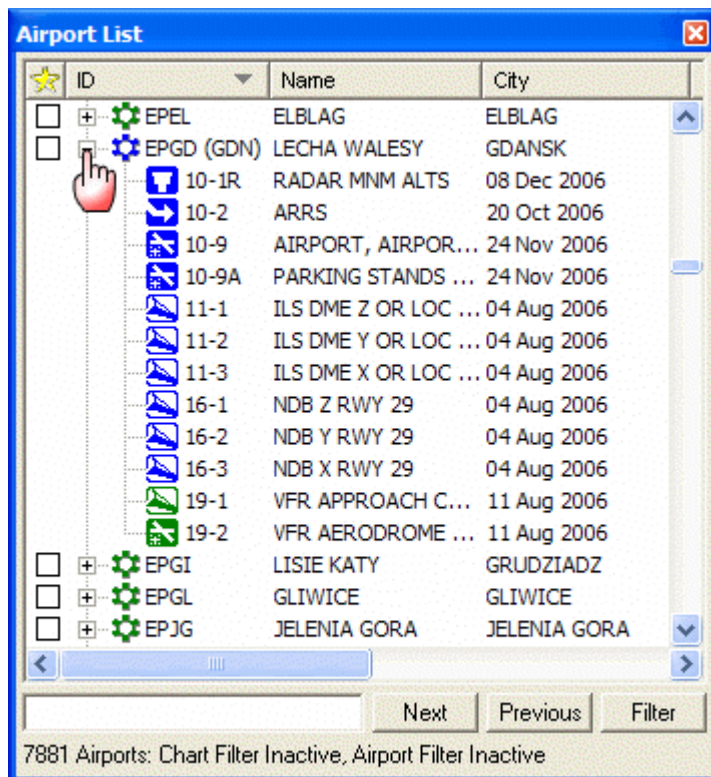 Airport List
ID Name City
EPEL ELBLAG ELBLAG
EPGD (GDN) LECHA WALESY GDANSK
10-1R RADAR MNM ALTS 08 Dec 2006
10-2 ARRS 20 Oct 2006
10-9 AIRPORT, AIRPOR... 24 Nov 2006
10-9A PARKING STANDS ... 24 Nov 2006
11-1 ILS DME Z OR LOC ... 04 Aug 2006
11-2 ILS DME Y OR LOC ... 04 Aug 2006
11-3 ILS DME X OR LOC ... 04 Aug 2006
16-1 NDB Z RWY 29 04 Aug 2006
16-2 NDB Y RWY 29 04 Aug 2006
16-3 NDB X RWY 29 04 Aug 2006
19-1 VFR APPROACH C... 11 Aug 2006
19-2 VFR AERODROME ... 11 Aug 2006
EPGI LISIE KATY GRUDZIADZ
EPGL GLIWICE GLIWICE
EPJG JELENIA GORA JELENIA GORA
Next Previous Filter
7881 Airports: Chart Filter Inactive, Airport Filter Inactive